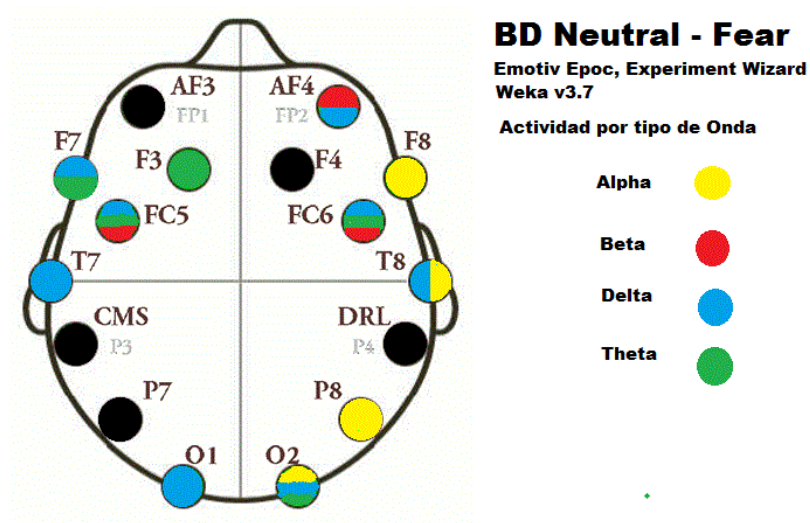 BD Neutral - Fear
Emotiv Epoc, Experiment Wizard
Weka v3.7
Actividad por tipo de Onda
Alpha
Beta
Delta
Theta
AF3 AF4
FP1 FP2
F7 F3 F4 F8
FC5 FC6
T7 T8
CMS DRL
P3 P4
P7 P8
O1 O2